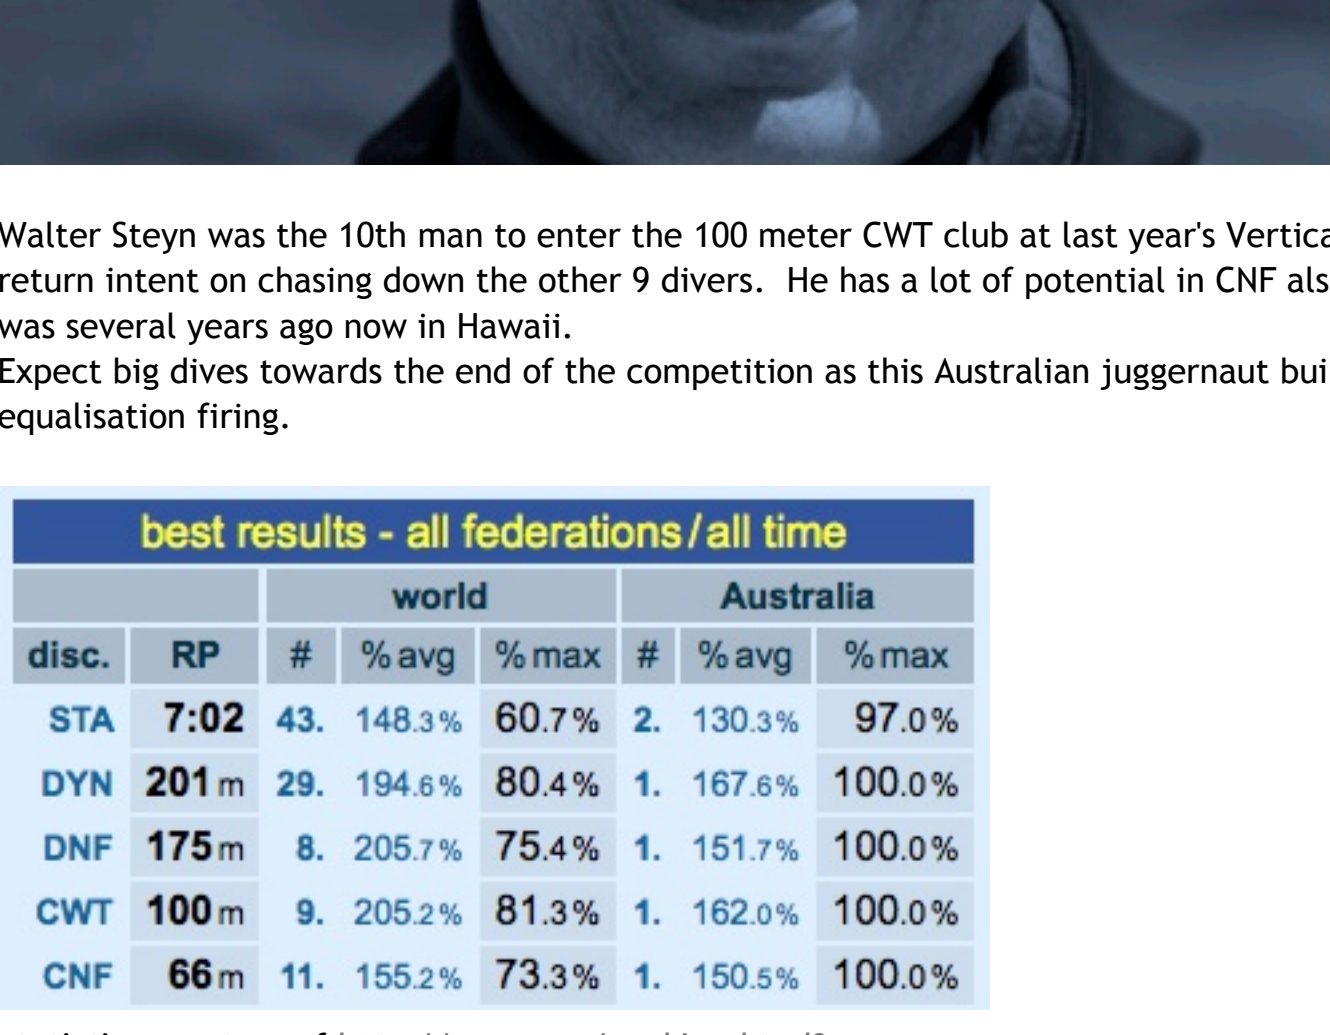 Walter Steyn was the 10th man to enter the 100 meter CWT club at last year's
return intent on chasing down the other 9 divers. He has a lot of potential in CNF
was several years ago now in Hawaii.
Expect big dives towards the end of the competition as this Australian juggernaut
equalisation firing.
best results - all federations/all time
world Australia
disc. RP # % avg % max # % avg % max
STA 7:02 43. 148.3% 60.7% 2. 130.3% 97.0%
DYN 201 m 29. 194.6% 80.4% 1. 167.6% 100.0%
DNF 175 m 8. 205.7% 75.4% 1. 151.7% 100.0%
CWT 100 m 9. 205.2% 81.3% 1. 162.0% 100.0%
CNF 66 m 11. 155.2% 73.3% 1. 150.5% 100.0%